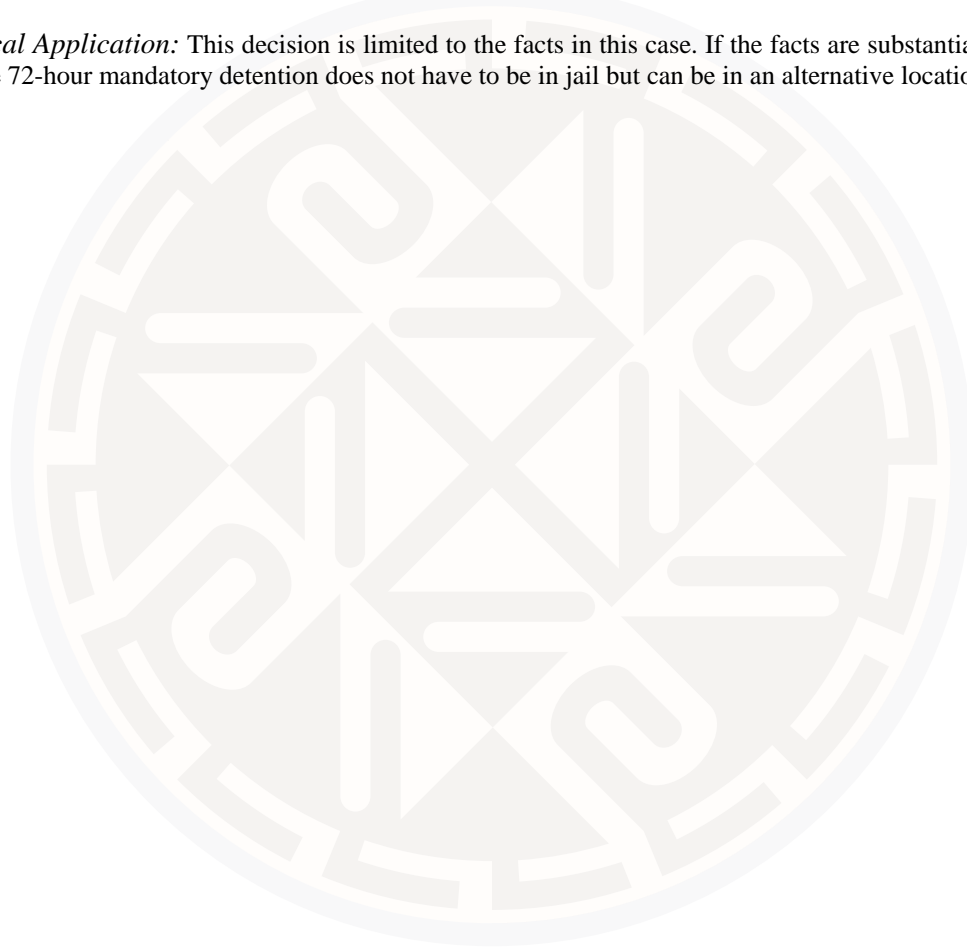 cal Application: This decision is limited to the facts in this case. If the facts are substantia
72-hour mandatory detention does not have to be in jail but can be in an alternative locatio